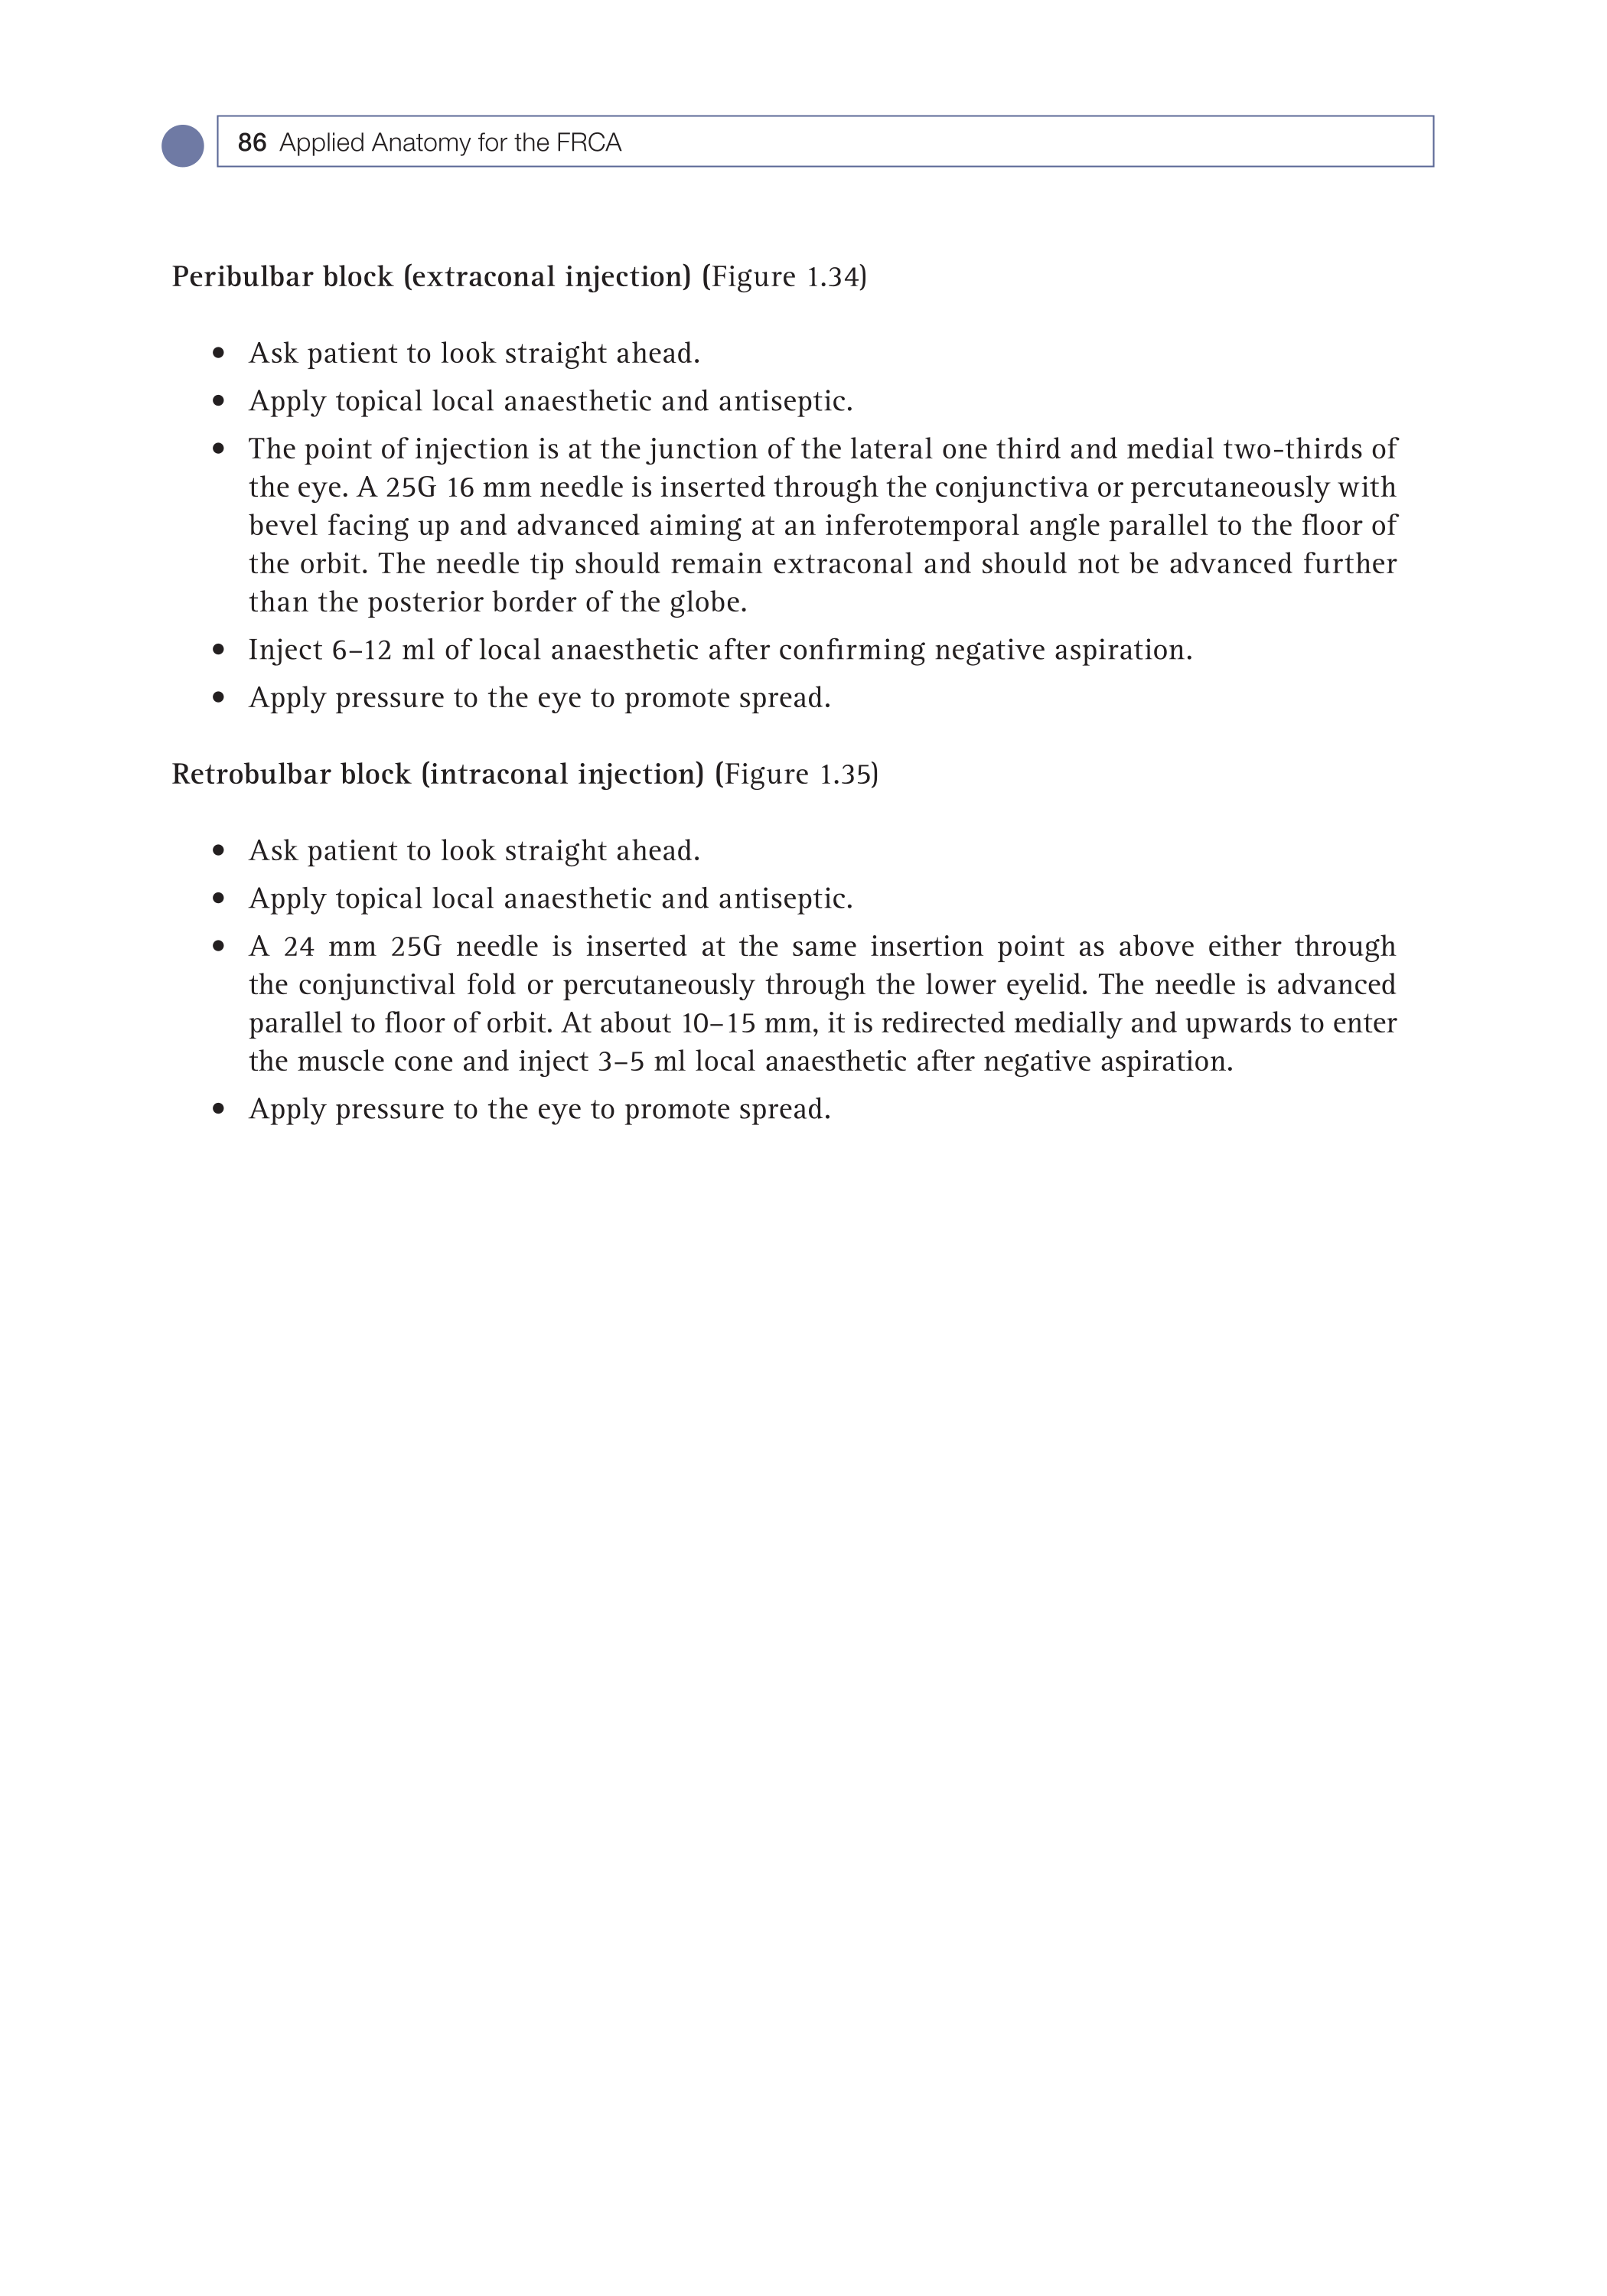 86 Applied Anatomy for the FRCA
Peribulbar block (extraconal injection) (Figure 1.34)
• Ask patient to look straight ahead.
• Apply topical local anaesthetic and antiseptic.
• The point of injection is at the junction of the lateral one third and medial two-thirds of
the eye. A 25G 16 mm needle is inserted through the conjunctiva or percutaneously with
bevel facing up and advanced aiming at an inferotemporal angle parallel to the floor of
the orbit. The needle tip should remain extraconal and should not be advanced further
than the posterior border of the globe.
• Inject 6–12 ml of local anaesthetic after confirming negative aspiration.
• Apply pressure to the eye to promote spread.
Retrobulbar block (intraconal injection) (Figure 1.35)
• Ask patient to look straight ahead.
• Apply topical local anaesthetic and antiseptic.
• A 24 mm 25G needle is inserted at the same insertion point as above either through
the conjunctival fold or percutaneously through the lower eyelid. The needle is advanced
parallel to floor of orbit. At about 10–15 mm, it is redirected medially and upwards to enter
the muscle cone and inject 3–5 ml local anaesthetic after negative aspiration.
• Apply pressure to the eye to promote spread.